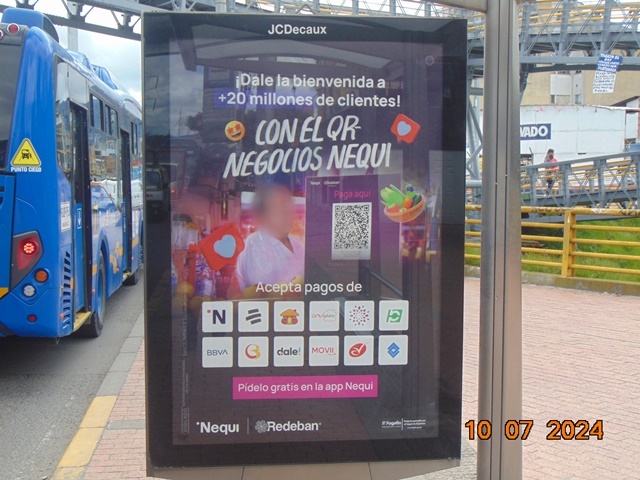 JCDecaux
¡Dale la bienvenida a
+20 millones de clientes!
CON EL QR-
NEGOCIOS NEQUI
Paga aquí
Acepta pagos de
N
BBVA
dale!
MOVII
Pídelo gratis en la app Nequi
Nequi
Redeban
PUNTO CIEGO
10 07 2024